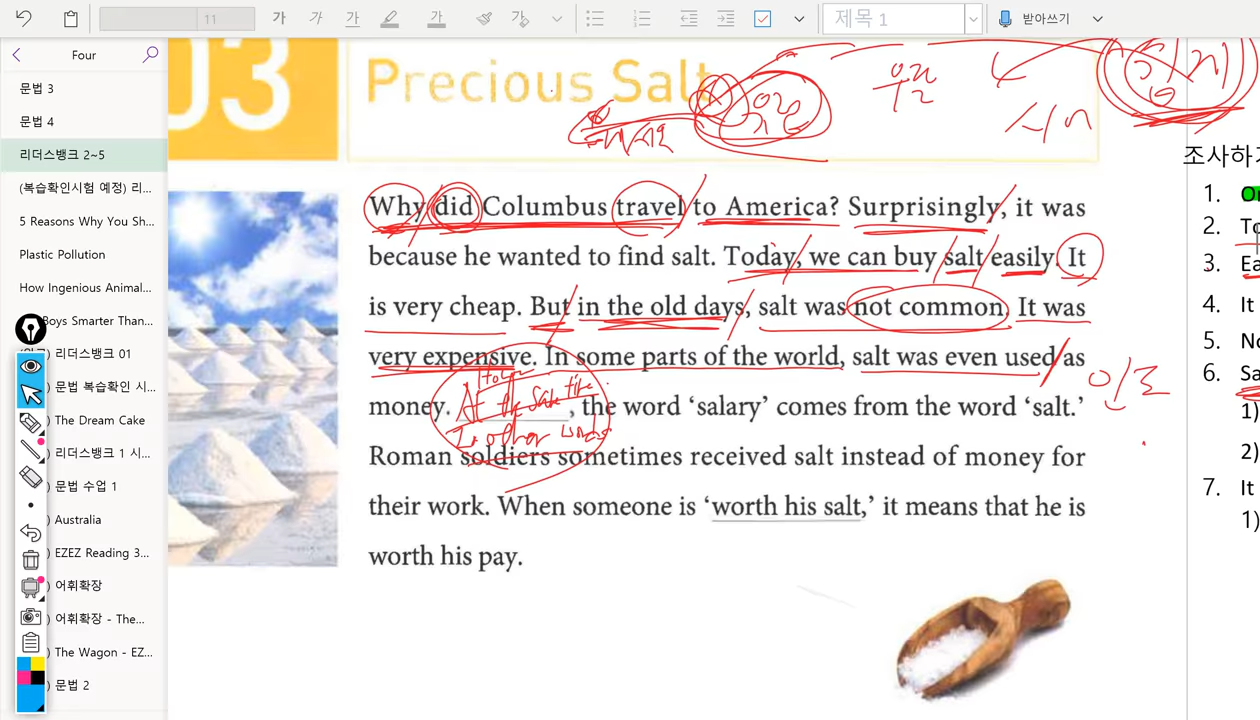 11
가
가
가
가
가
제목 1
받아쓰기
Four
문법 3
문법 4
리더스뱅크 2~5
(복습확인시험 예정) 리...
5 Reasons Why You Sh...
Plastic Pollution
How Ingenious Animal...
Boys Smarter Than...
리더스뱅크 01
문법 복습확인 시...
The Dream Cake
) 리더스뱅크 1 시...
) 문법 수업 1
) Australia
) EZEZ Reading 3...
) 어휘확장
) 어휘확장 - The...
) The Wagon - EZ...
) 문법 2
03
Precious Salt
Why did Columbus travel to America? Surprisingly, it was
because he wanted to find salt. Today, we can buy salt easily. It
is very cheap. But in the old days, salt was not common. It was
very expensive. In some parts of the world, salt was even used as
money. , the word ‘salary’ comes from the word ‘salt.’
At the same time
In other words
Roman soldiers sometimes received salt instead of money for
their work. When someone is ‘worth his salt,’ it means that he is
worth his pay.
조사하기
1.
2. To
3. Ea
4. It
5. No
6. Sa
1)
2)
7. It
1)